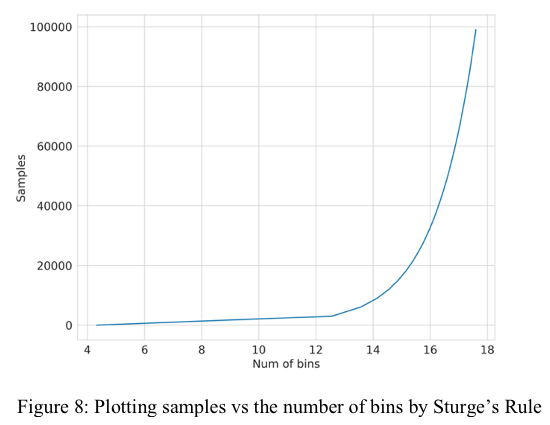 100000
80000
60000
40000
20000
0
Samples
4 6 8 10 12 14 16 18
Num of bins
Figure 8: Plotting samples vs the number of bins by Sturge’s Rule